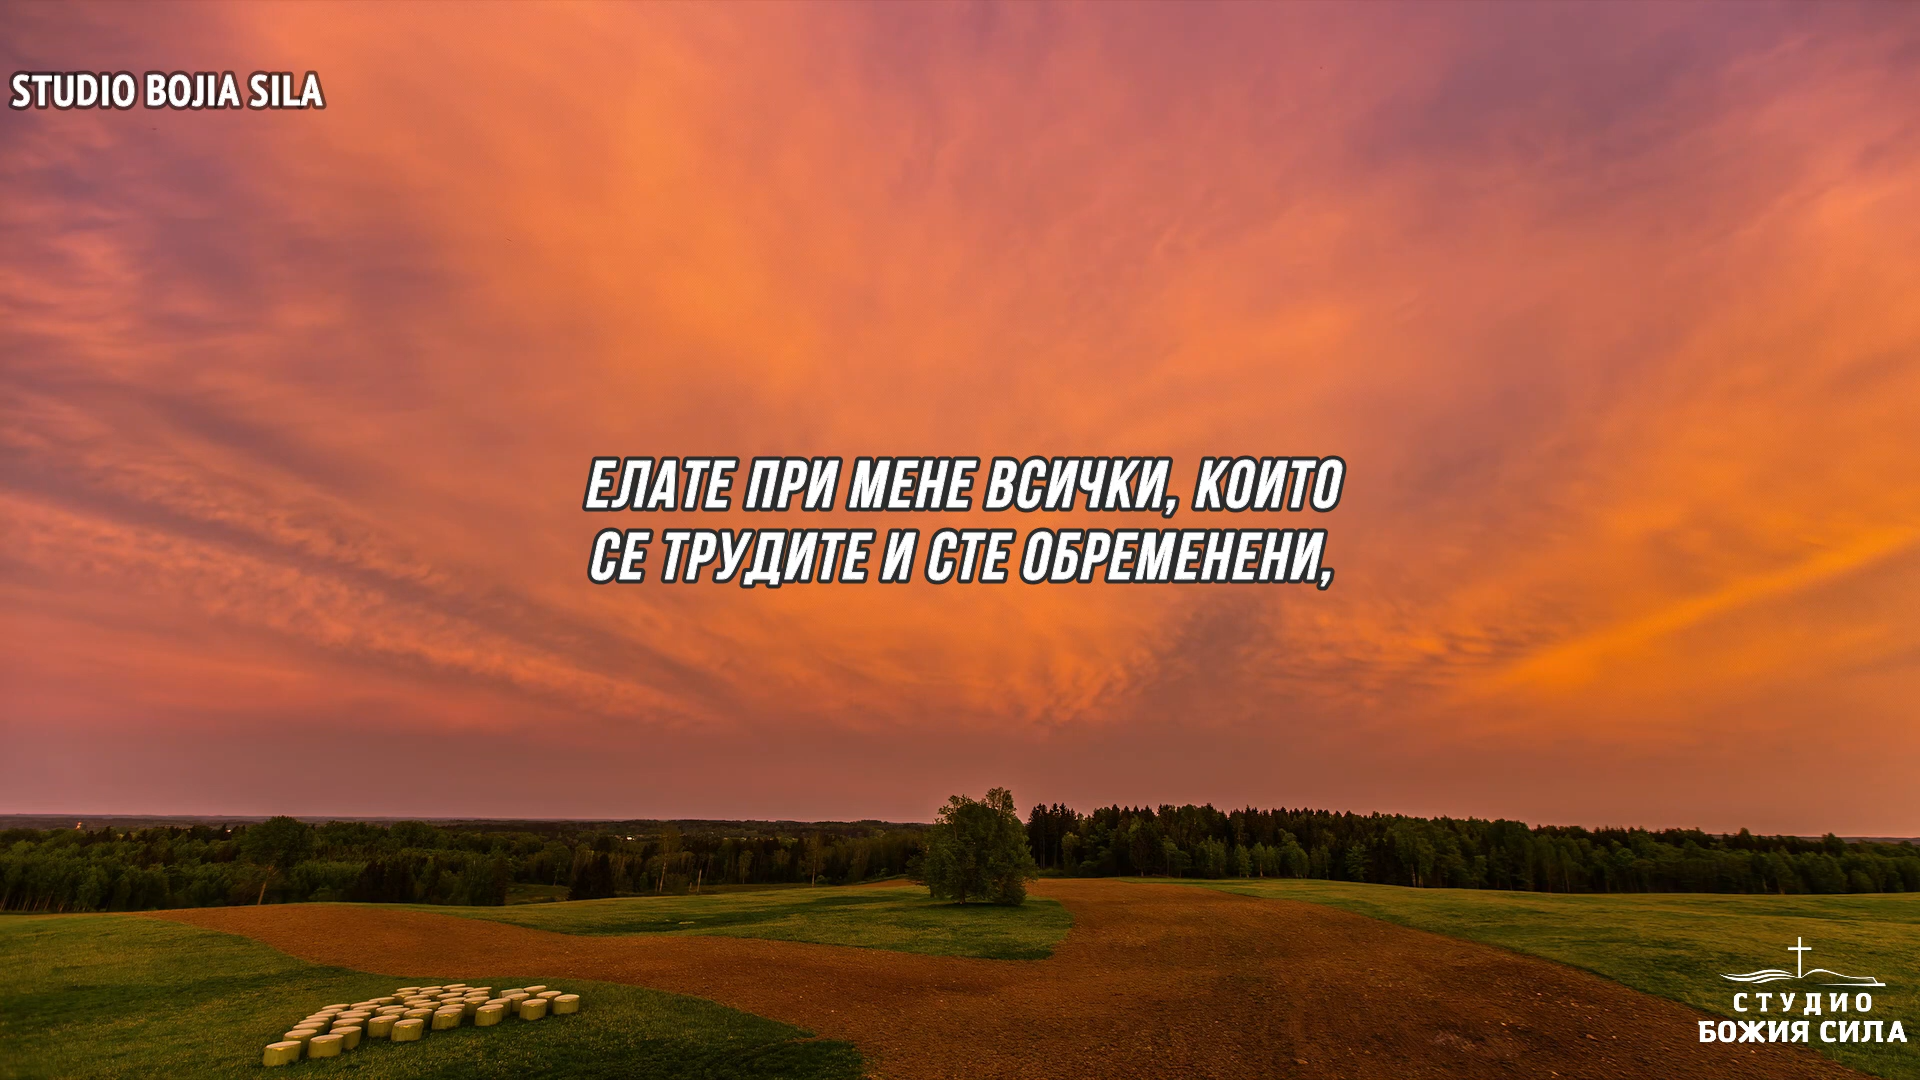 STUDIO BOJIA SILA
ЕЛАТЕ ПРИ МЕНЕ ВСИЧКИ, КОИТО
СЕ ТРУДИТЕ И СТЕ ОБРЕМЕНЕНИ,
СТУДИО
БОЖИЯ СИЛА